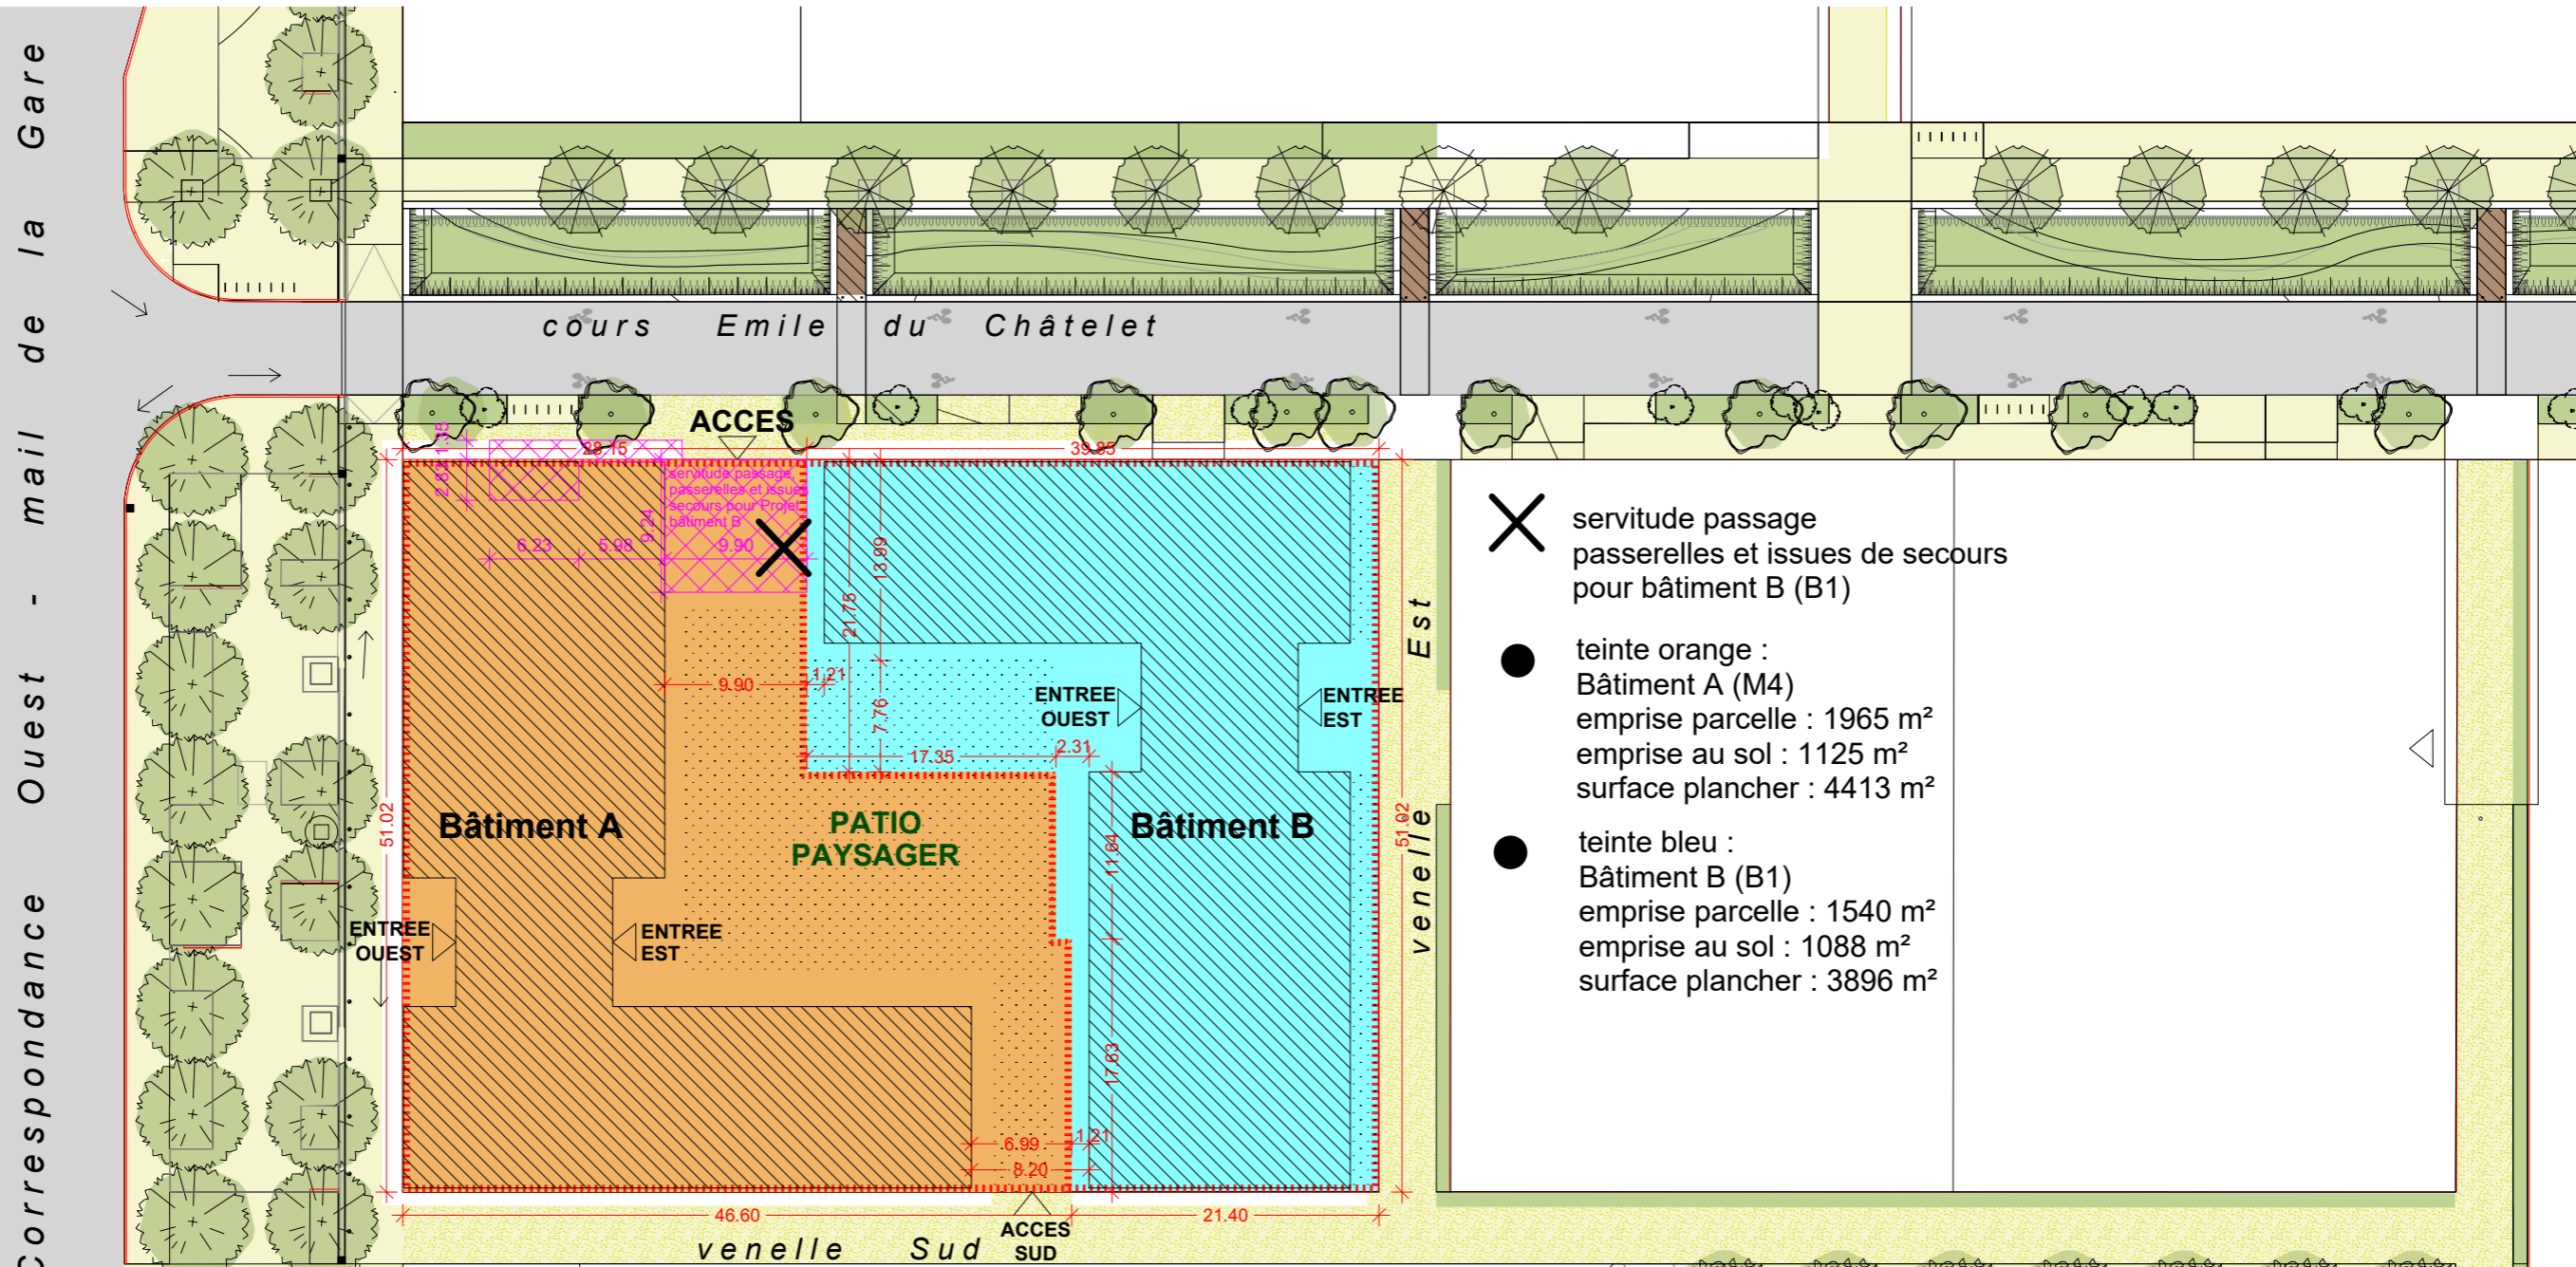 Correspondance Ouest - mail de la Gare
cours Emile du Châtelet
ACCES
28.15
39.85
1.35
2.82
servitude passage,
passerelles et issues
secours pour Projet
bâtiment B
9.24
6.23
5.98
9.90
13.99
21.75
7.76
9.90
1.21
17.35
2.31
ENTREE
OUEST
ENTREE
EST
51.02
Bâtiment A
PATIO
PAYSAGER
Bâtiment B
11.64
51.02
venelle Est
ENTREE
OUEST
ENTREE
EST
17.63
6.99
1.21
8.20
46.60
21.40
ACCES
SUD
venelle Sud
servitude passage
passerelles et issues de secours
pour bâtiment B (B1)
teinte orange :
Bâtiment A (M4)
emprise parcelle : 1965 m²
emprise au sol : 1125 m²
surface plancher : 4413 m²
teinte bleu :
Bâtiment B (B1)
emprise parcelle : 1540 m²
emprise au sol : 1088 m²
surface plancher : 3896 m²